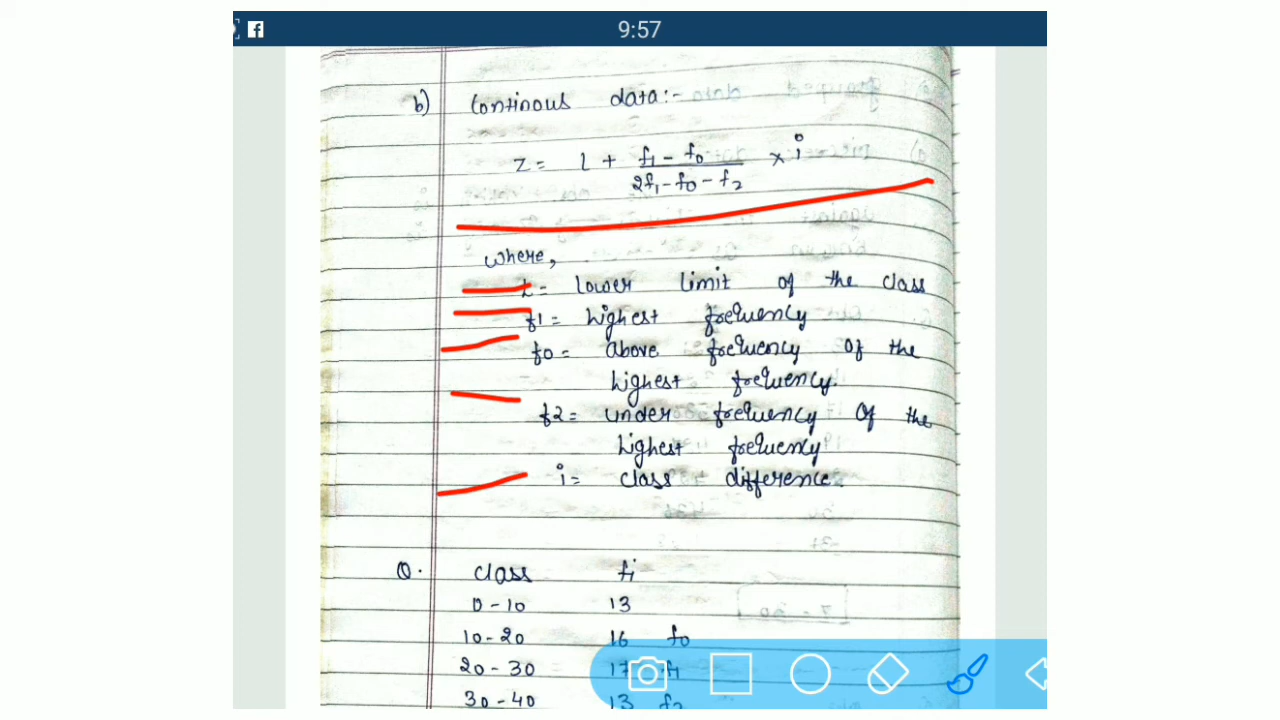 9:57
b) Continous data:-
Z = l + f1 - f0 / 2f1 - f0 - f2 × i
where,
l = lower limit of the class
f1 = highest frequency
f0 = above frequency of the
highest frequency.
f2 = under frequency of the
highest frequency
i = class difference.
Q. class fi
0-10 13
10-20 16 f0
20-30 17 f1
30-40 13 f2